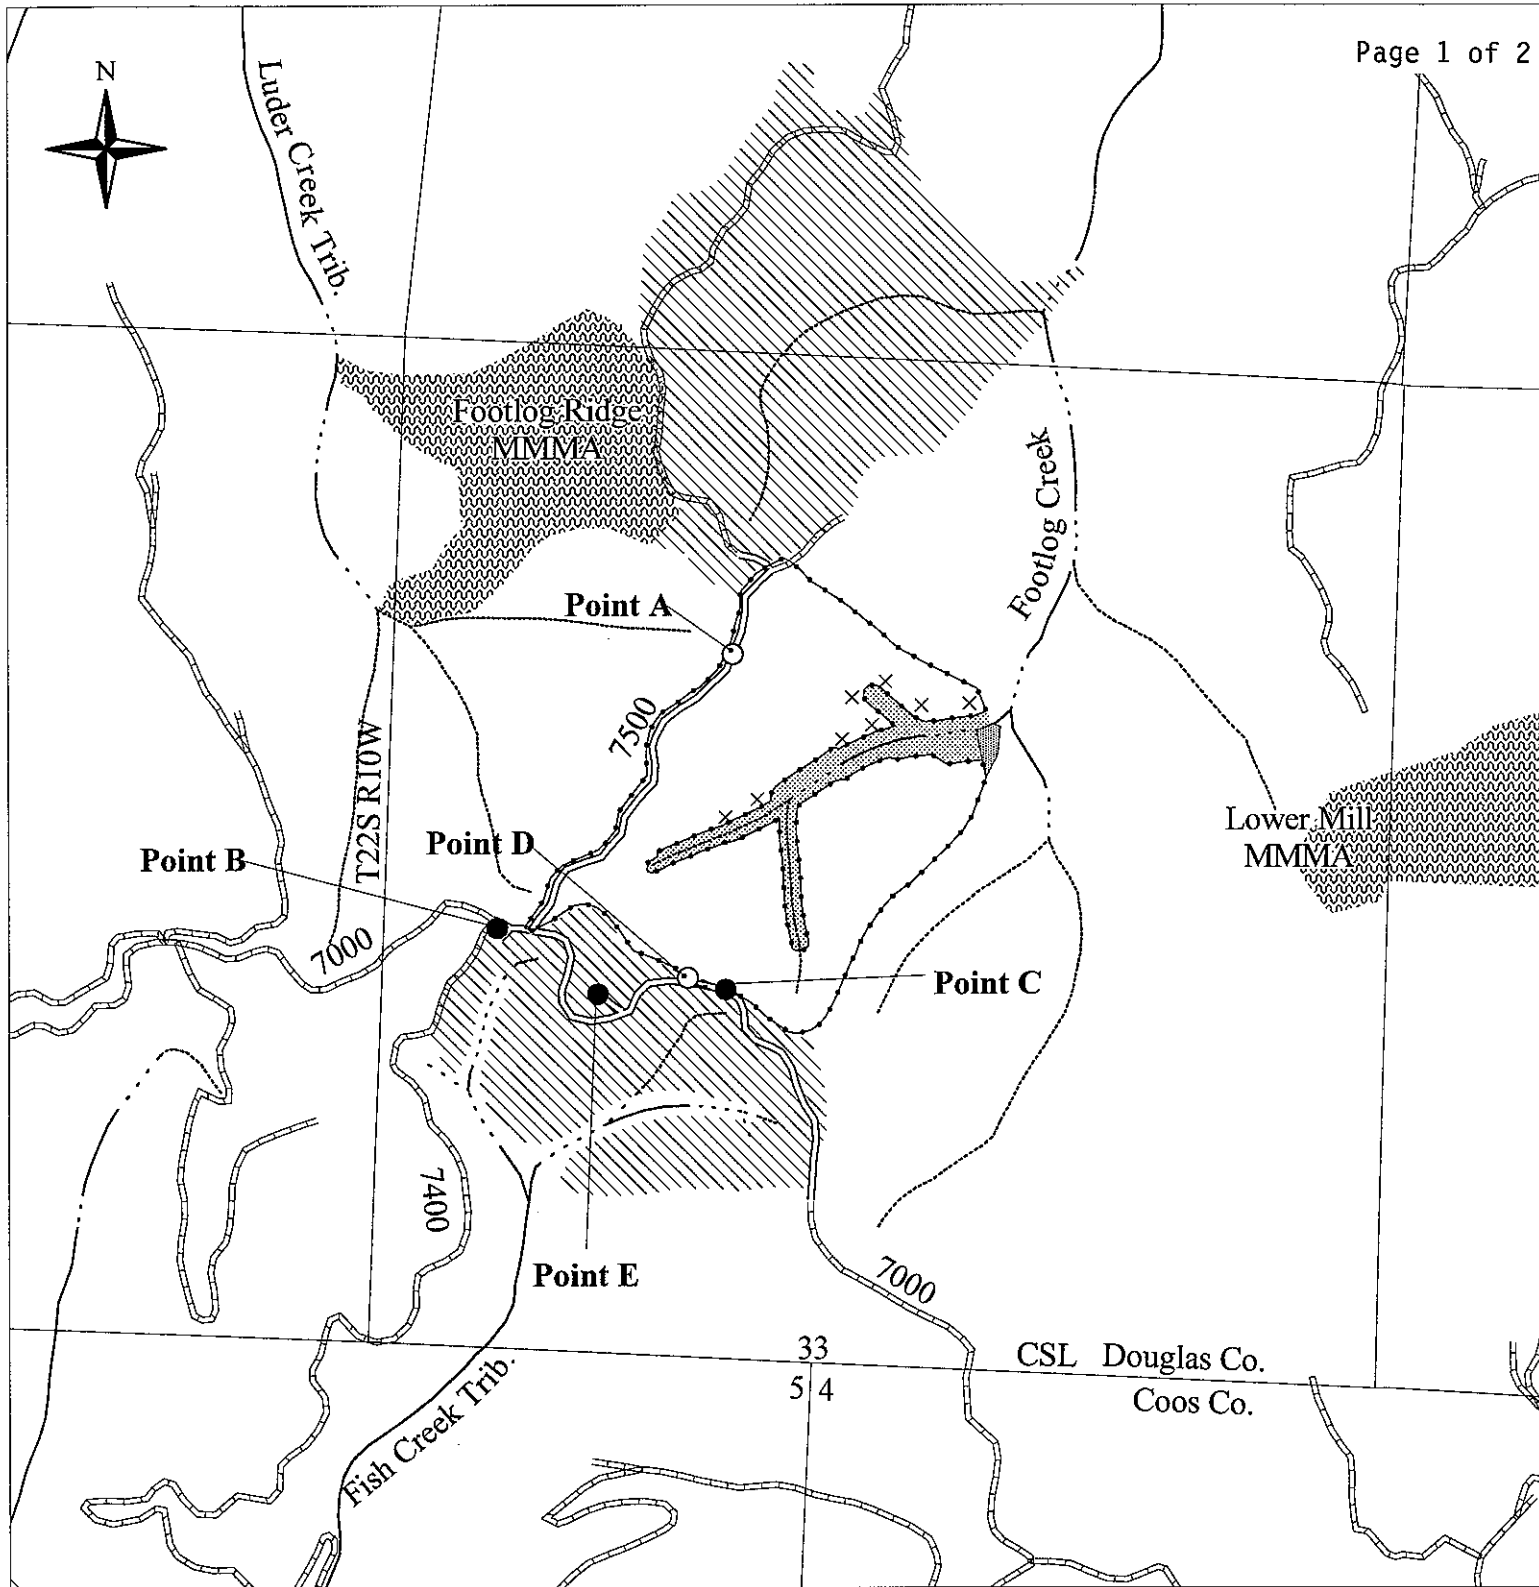 Page 1 of 2
N
Luder Creek Trib.
Footlog Ridge
MMMA
Footlog Creek
Point A
7500
T22S R10W
Lower Mill
MMMA
Point D
Point B
7000
Point C
7400
Point E
7000
33
CSL Douglas Co.
5 4
Coos Co.
Fish Creek Trib.